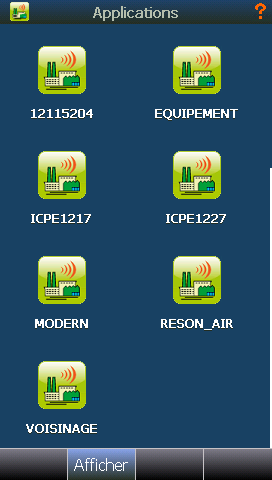 Applications ?
12115204 EQUIPEMENT
ICPE1217 ICPE1227
MODERN RESON_AIR
VOISINAGE
Afficher